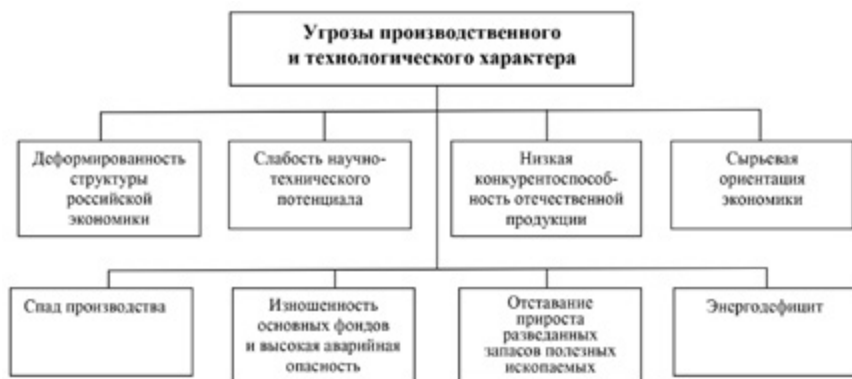 Угрозы производственного
и технологического характера
Деформированность
структуры
российской
экономики
Слабость научно-
технического
потенциала
Низкая
конкурентоспособ-
ность отечественной
продукции
Сырьевая
ориентация
экономики
Спад производства
Изношенность
основных фондов
и высокая аварийная
опасность
Отставание
прироста
разведанных
запасов полезных
ископаемых
Энергодефицит